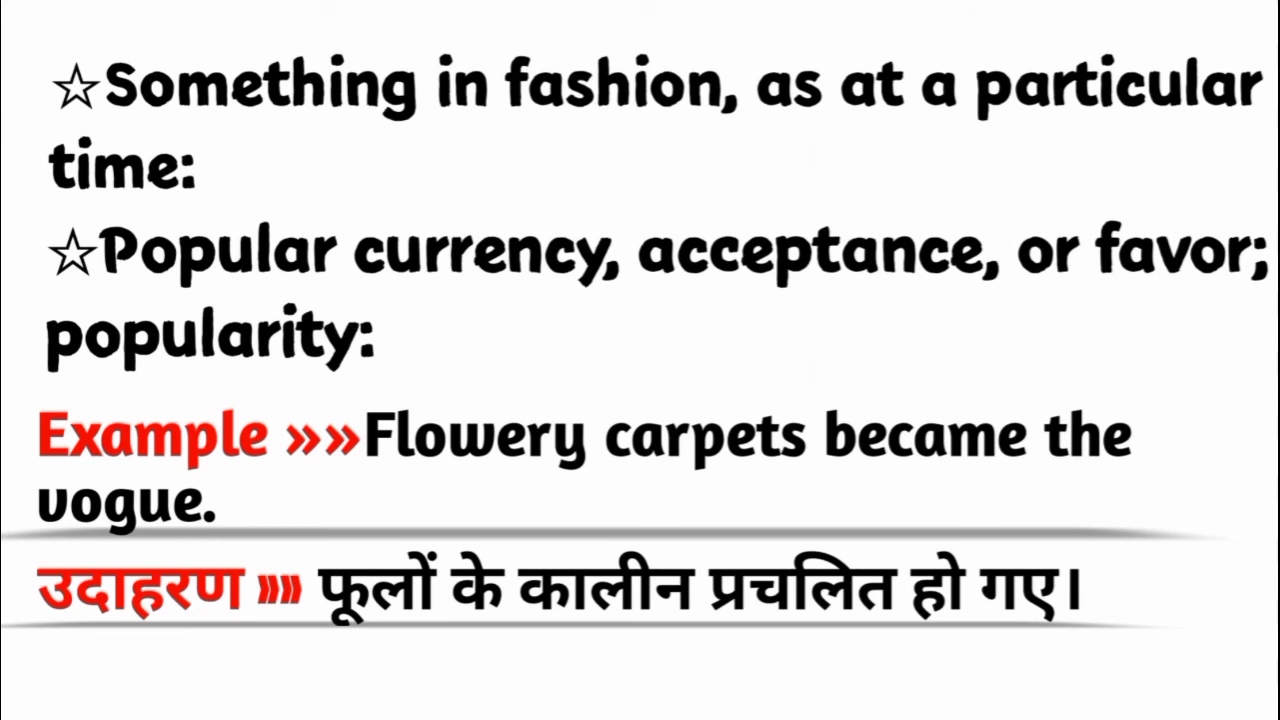 ☆Something in fashion, as at a particular
time:
☆Popular currency, acceptance, or favor;
popularity:
Example »»Flowery carpets became the
vogue.
उदाहरण »» फूलों के कालीन प्रचलित हो गए।